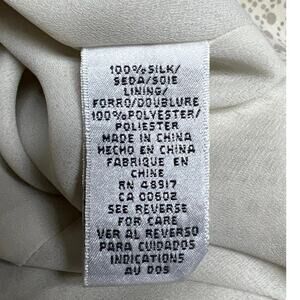 100%SILK/
SEDA/SOIE
LINING/
FORRO/DOUBLURE
100%POLYESTER/
POLIESTER
MADE IN CHINA
HECHO EN CHINA
FABRIQUE EN
CHINE
RN 48917
CA 00602
SEE REVERSE
FOR CARE
VER AL REVERSO
PARA CUIDADOS
INDICATIONS
AU DOS